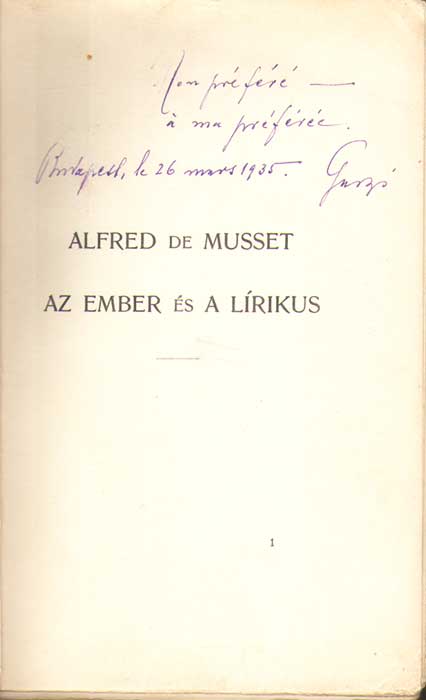 Mon préféré —
à ma préférée.
Budapest, le 26 mars 1935.
ALFRED DE MUSSET
AZ EMBER ÉS A LÍRIKUS
1